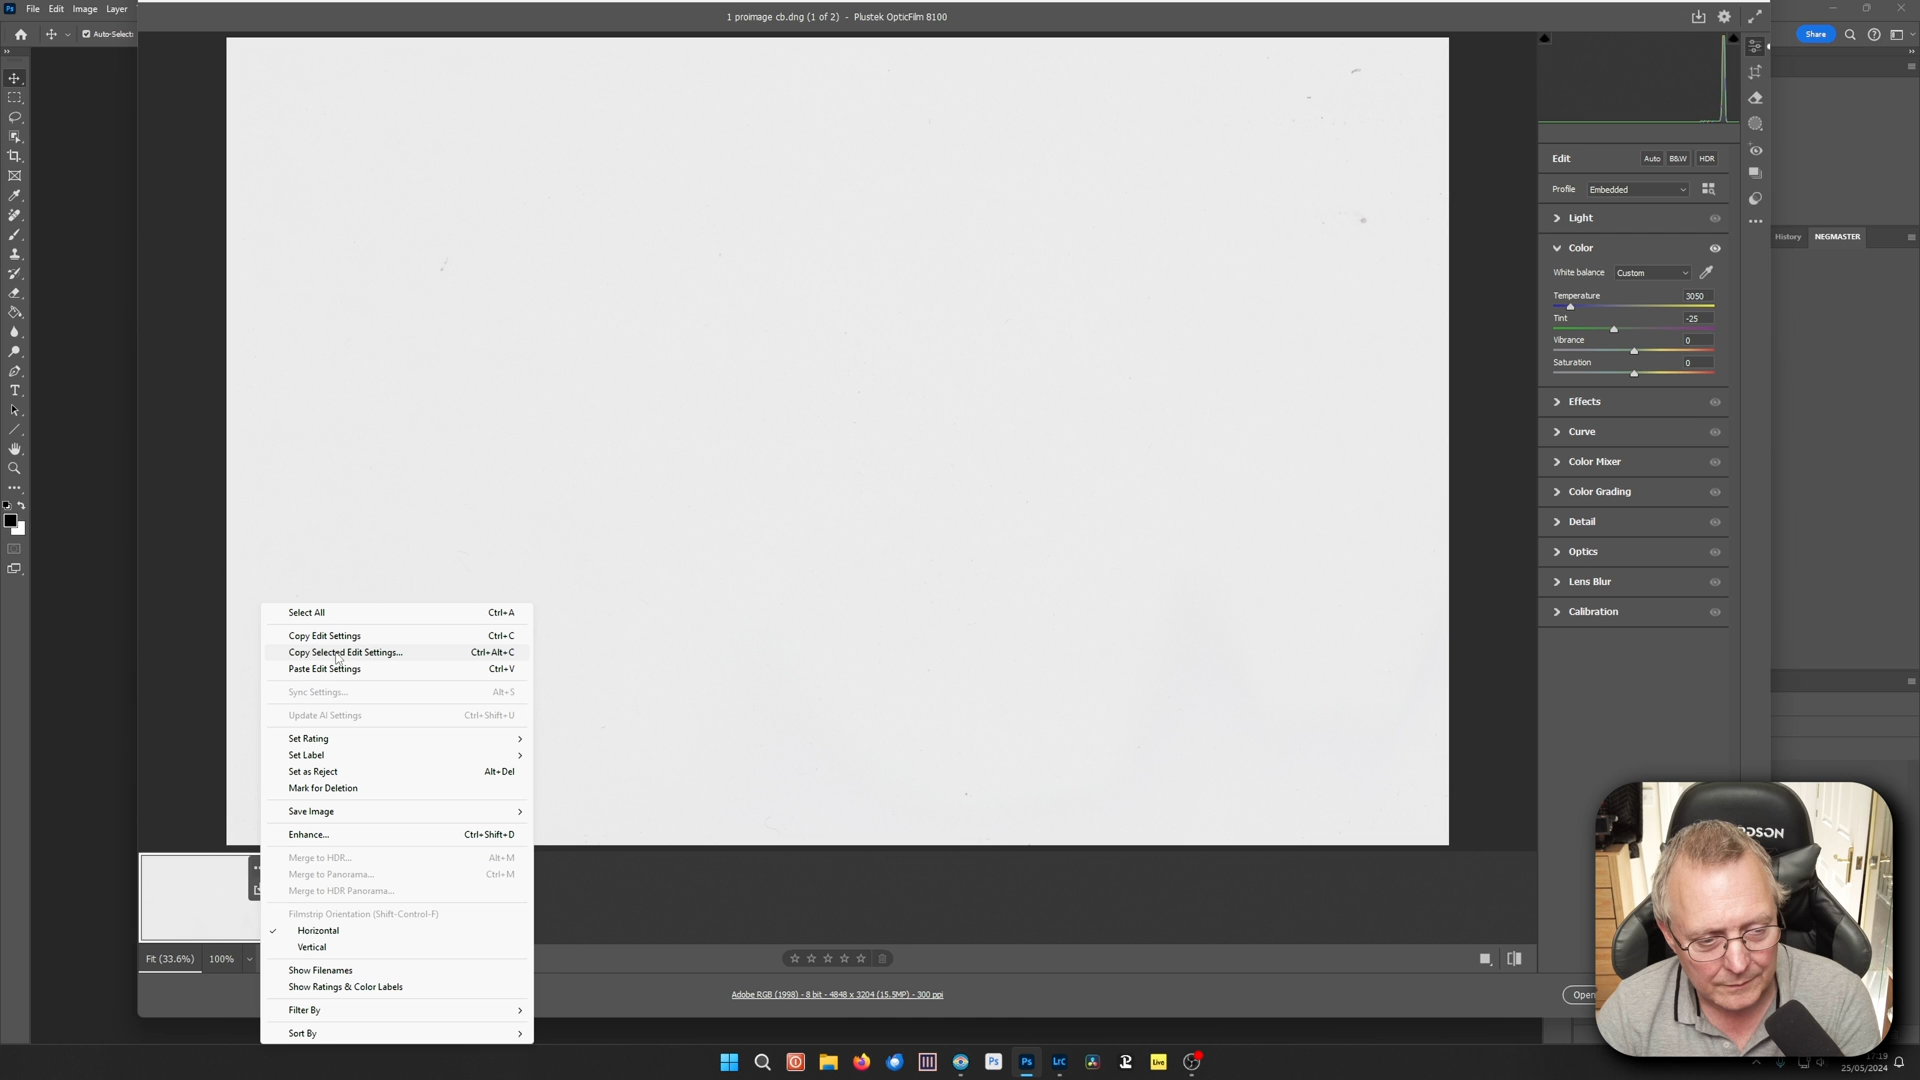 File Edit Image Layer
1 proimage cb.dng (1 of 2) - Plustek OpticFilm 8100
Auto-Select:
Share
Edit Auto B&W HDR
Profile Embedded
Light
Color
White balance Custom
Temperature 3050
Tint -25
Vibrance 0
Saturation 0
Effects
Curve
Color Mixer
Color Grading
Detail
Optics
Lens Blur
Calibration
History NEGMASTER
Select All Ctrl+A
Copy Edit Settings Ctrl+C
Copy Selected Edit Settings... Ctrl+Alt+C
Paste Edit Settings Ctrl+V
Sync Settings... Alt+S
Update AI Settings Ctrl+Shift+U
Set Rating
Set Label
Set as Reject Alt+Del
Mark for Deletion
Save Image
Enhance... Ctrl+Shift+D
Merge to HDR... Alt+M
Merge to Panorama... Ctrl+M
Merge to HDR Panorama...
Filmstrip Orientation (Shift-Control-F)
Horizontal
Vertical
Show Filenames
Show Ratings & Color Labels
Filter By
Sort By
Fit (33.6%) 100%
Adobe RGB (1998) - 8 bit - 4848 x 3204 (15.5MP) - 300 ppi
Open
Ps Ps Lrc Live
17:19
25/05/2024